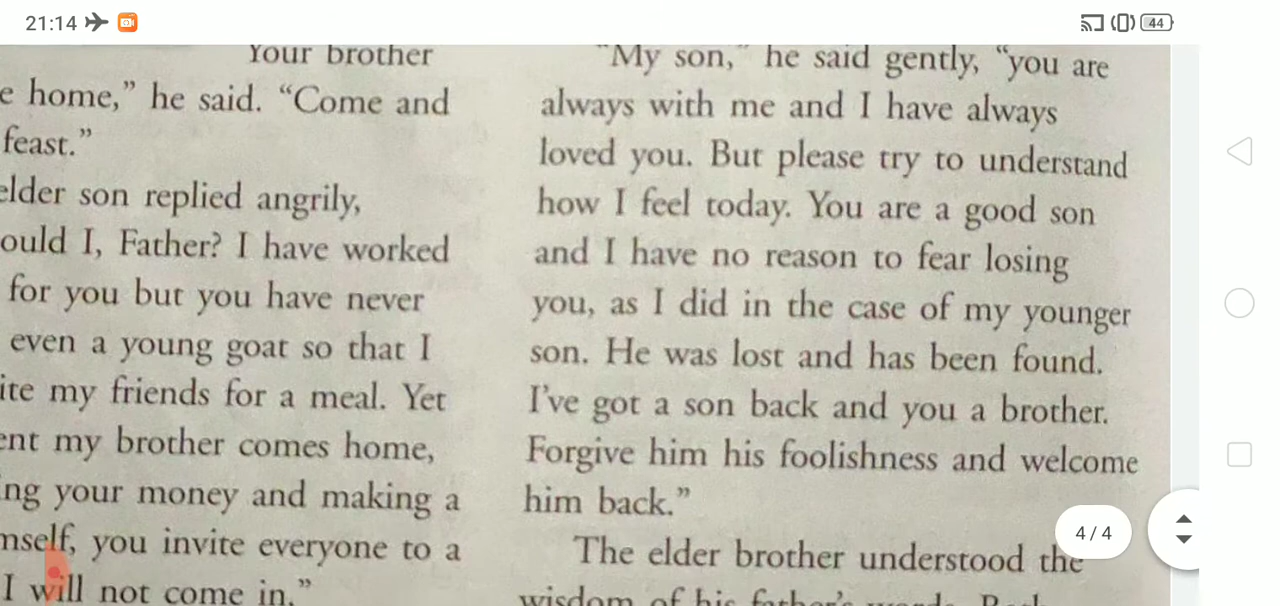 21:14
44
Your brother
e home,” he said. “Come and
feast.”
elder son replied angrily,
ould I, Father? I have worked
for you but you have never
even a young goat so that I
ite my friends for a meal. Yet
ent my brother comes home,
ng your money and making a
mself, you invite everyone to a
I will not come in.”
“My son,” he said gently, “you are
always with me and I have always
loved you. But please try to understand
how I feel today. You are a good son
and I have no reason to fear losing
you, as I did in the case of my younger
son. He was lost and has been found.
I’ve got a son back and you a brother.
Forgive him his foolishness and welcome
him back.”
The elder brother understood the
wisdom of his father’s
4/4